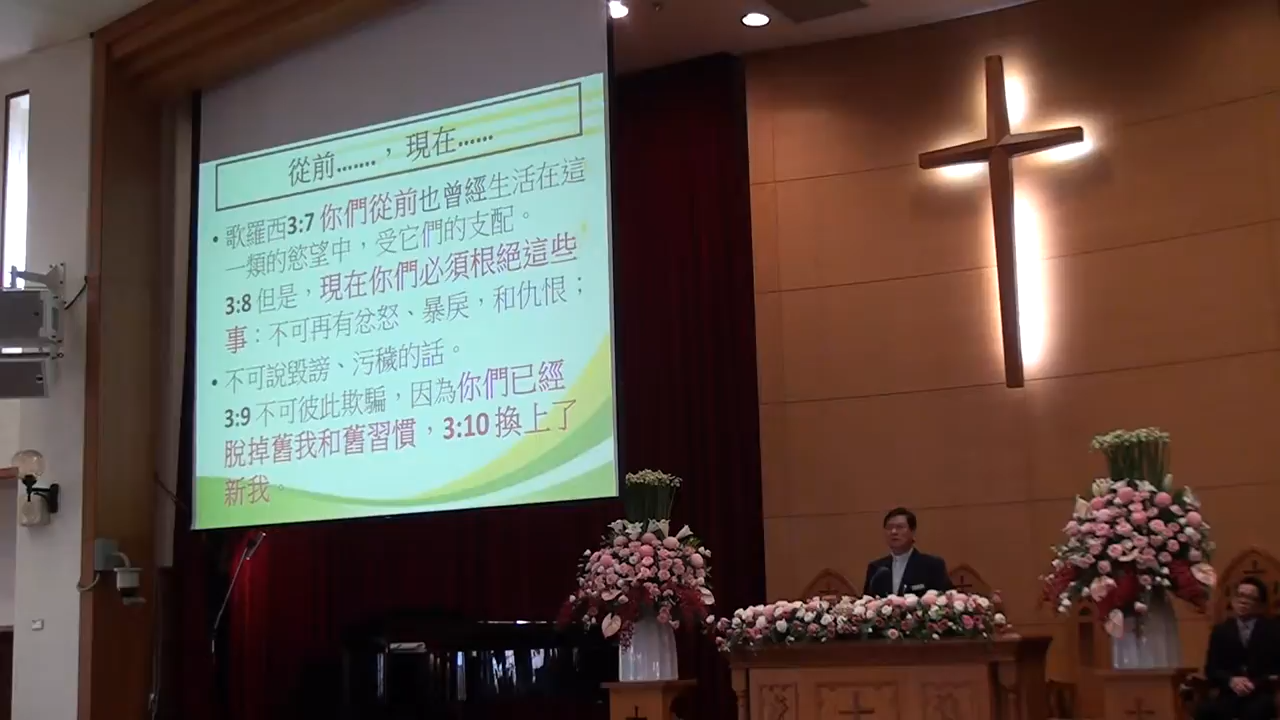 從前.......， 現在......
• 歌羅西3:7 你們從前也曾經生活在這
一類的慾望中，受它們的支配。
3:8 但是，現在你們必須根絕這些
事：不可再有忿怒、暴戾，和仇恨；
• 不可說毀謗、污穢的話。
3:9 不可彼此欺騙，因為你們已經
脫掉舊我和舊習慣，3:10 換上了
新我。